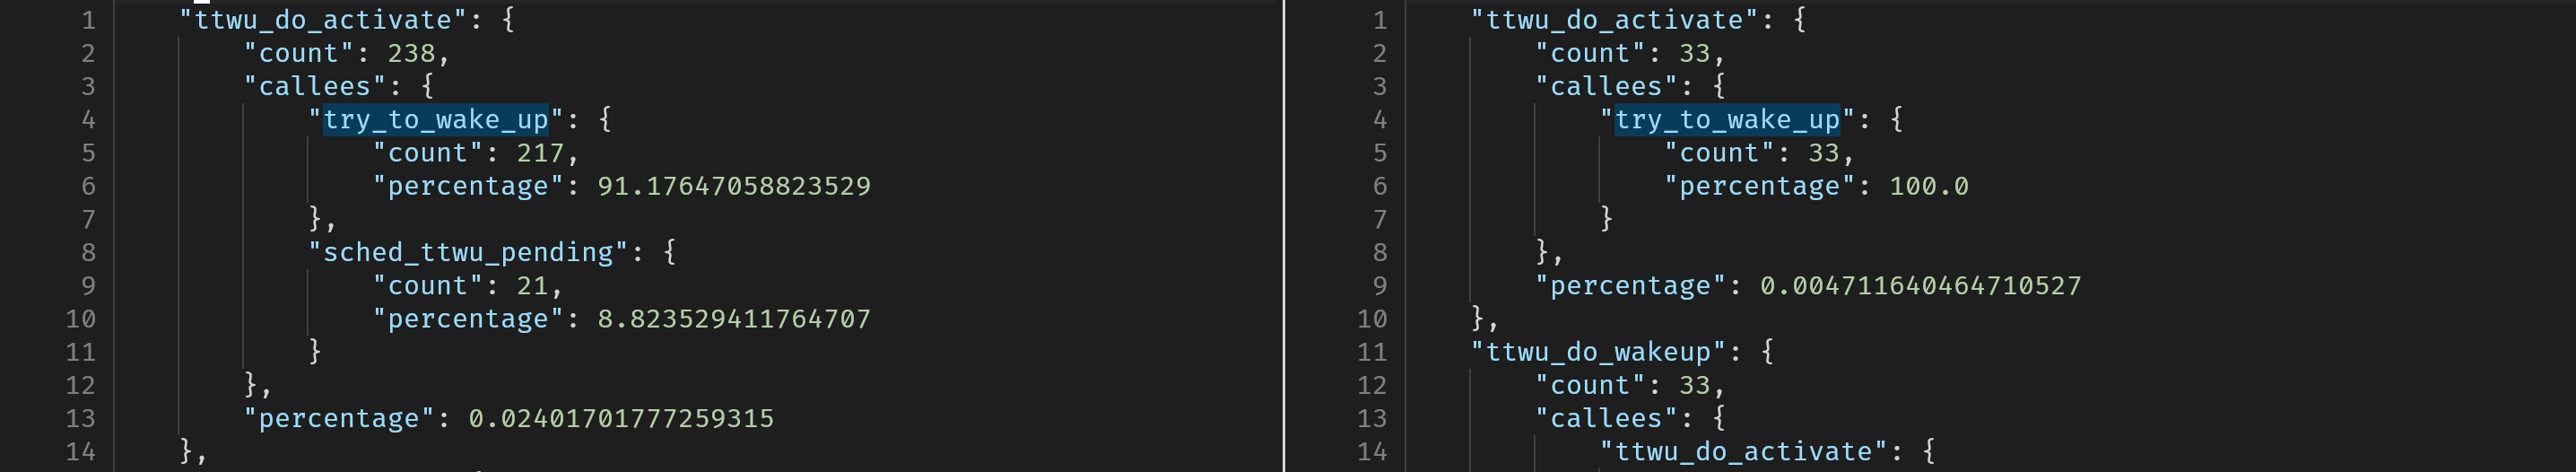 1 "ttwu_do_activate": {
2 "count": 238,
3 "callees": {
4 "try_to_wake_up": {
5 "count": 217,
6 "percentage": 91.17647058823529
7 },
8 "sched_ttwu_pending": {
9 "count": 21,
10 "percentage": 8.823529411764707
11 }
12 },
13 "percentage": 0.02401701777259315
14 },
1 "ttwu_do_activate": {
2 "count": 33,
3 "callees": {
4 "try_to_wake_up": {
5 "count": 33,
6 "percentage": 100.0
7 }
8 },
9 "percentage": 0.004711640464710527
10 },
11 "ttwu_do_wakeup": {
12 "count": 33,
13 "callees": {
14 "ttwu_do_activate": {